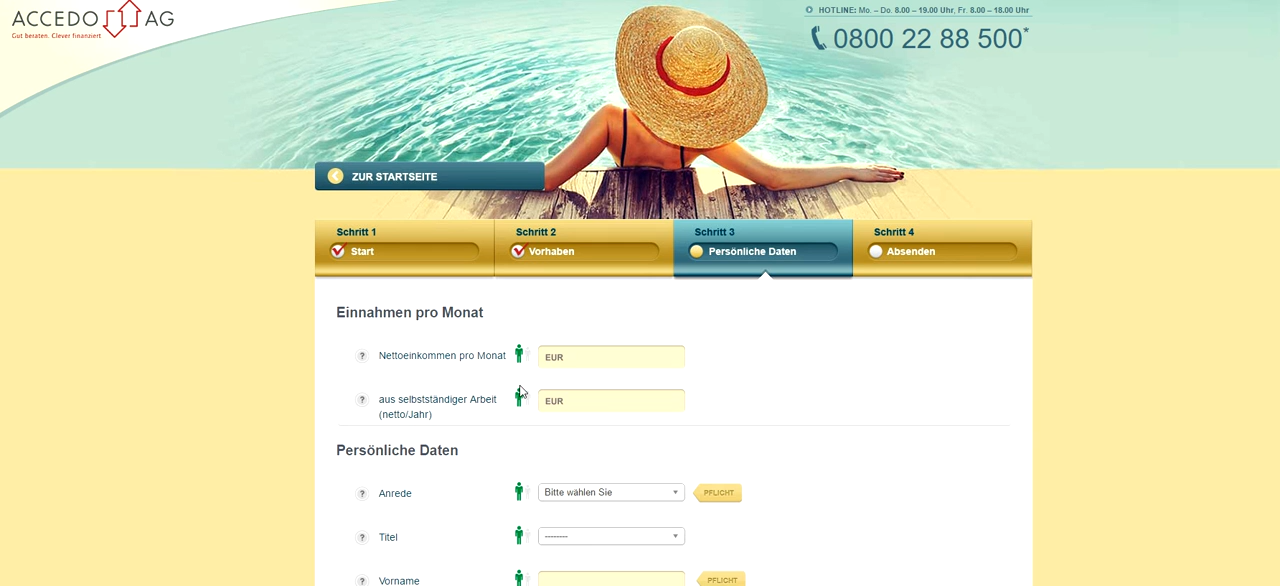 ACCEDO AG
Gut beraten. Clever finanziert
HOTLINE: Mo. – Do. 8.00 – 19.00 Uhr, Fr. 8.00 – 18.00 Uhr
0800 22 88 500*
ZUR STARTSEITE
Schritt 1
Start
Schritt 2
Vorhaben
Schritt 3
Persönliche Daten
Schritt 4
Absenden
Einnahmen pro Monat
? Nettoeinkommen pro Monat EUR
? aus selbstständiger Arbeit EUR
(netto/Jahr)
Persönliche Daten
? Anrede Bitte wählen Sie PFLICHT
? Titel --------
? Vorname PFLICHT